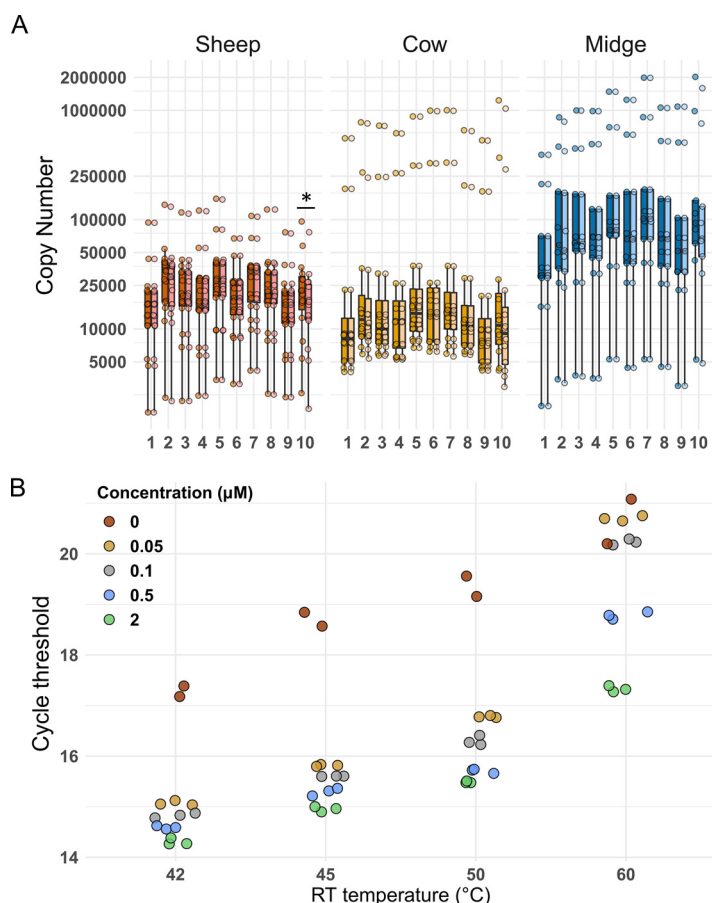 A
Sheep Cow Midge
2000000
1000000
250000
100000
50000
25000
10000
5000
Copy Number
*
1 2 3 4 5 6 7 8 9 10 1 2 3 4 5 6 7 8 9 10 1 2 3 4 5 6 7 8 9 10
B
Concentration (µM)
0
0.05
0.1
0.5
2
Cycle threshold
20
18
16
14
42 45 50 60
RT temperature (°C)